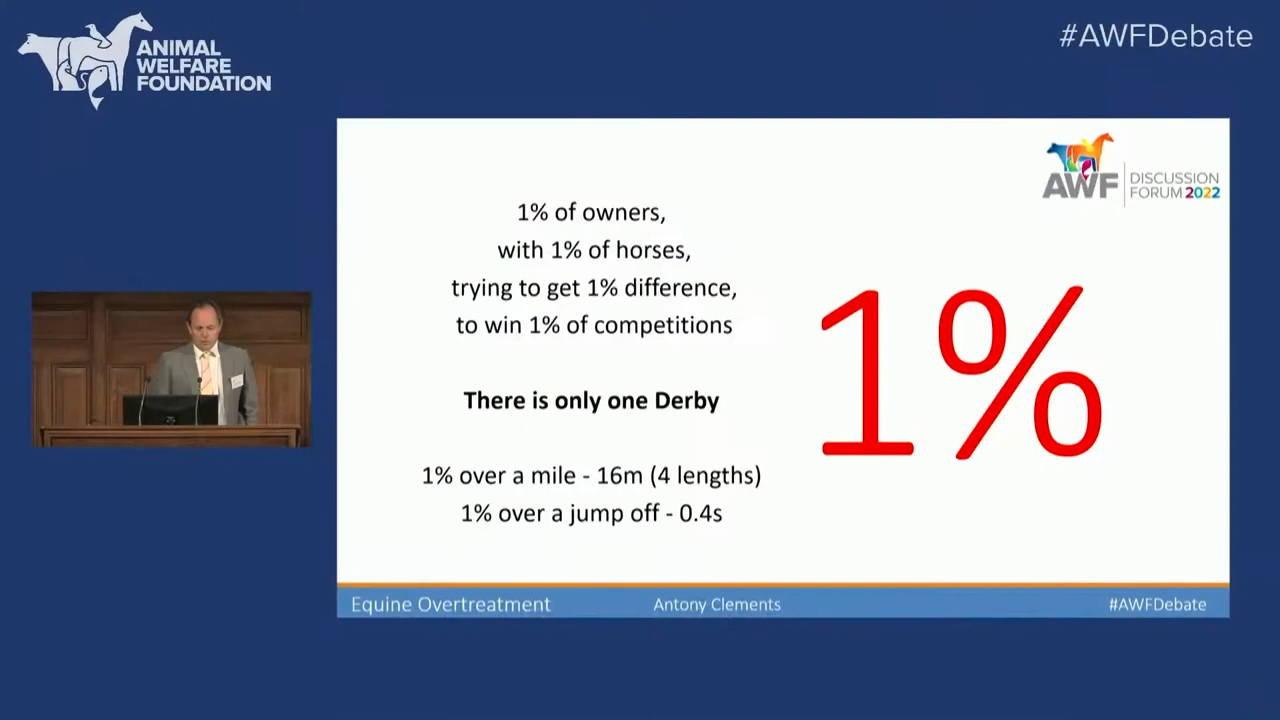 ANIMAL
WELFARE
FOUNDATION
#AWFDebate
AWF
DISCUSSION
FORUM 2022
1% of owners,
with 1% of horses,
trying to get 1% difference,
to win 1% of competitions
There is only one Derby
1% over a mile - 16m (4 lengths)
1% over a jump off - 0.4s
1%
Equine Overtreatment
Antony Clements
#AWFDebate